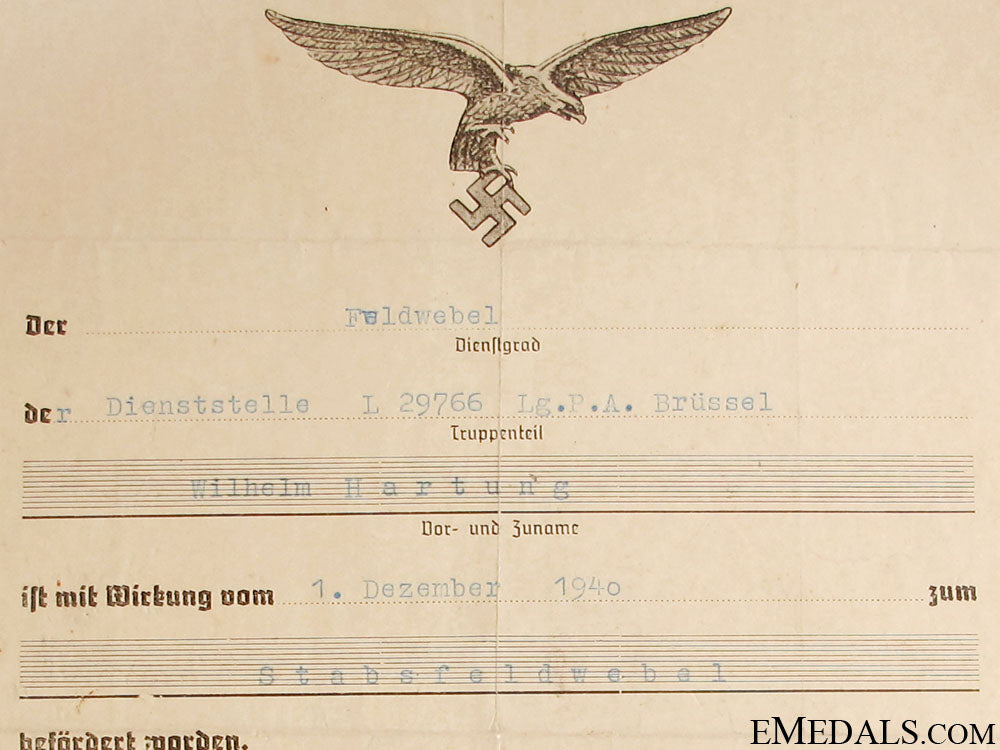 Der Feldwebel
Dienstgrad
der Dienststelle L 29766 Lg.P.A. Brüssel
Truppenteil
Wilhelm Hartung
Vor- und Zuname
ist mit Wirkung vom 1. Dezember 1940 zum
Stabsfeldwebel
befördert worden.
EMEDALS.COM